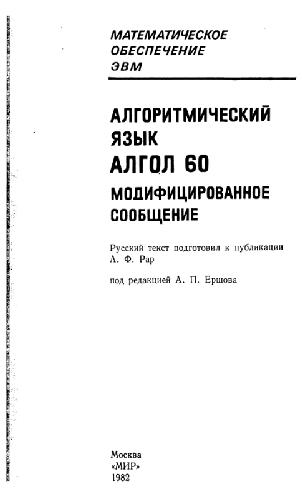 МАТЕМАТИЧЕСКОЕ
ОБЕСПЕЧЕНИЕ
ЭВМ
АЛГОРИТМИЧЕСКИЙ
ЯЗЫК
АЛГОЛ 60
МОДИФИЦИРОВАННОЕ
СООБЩЕНИЕ
Русский текст подготовил к публикации
А. Ф. Рар
под редакцией А. П. Ершова
Москва
«МИР»
1982